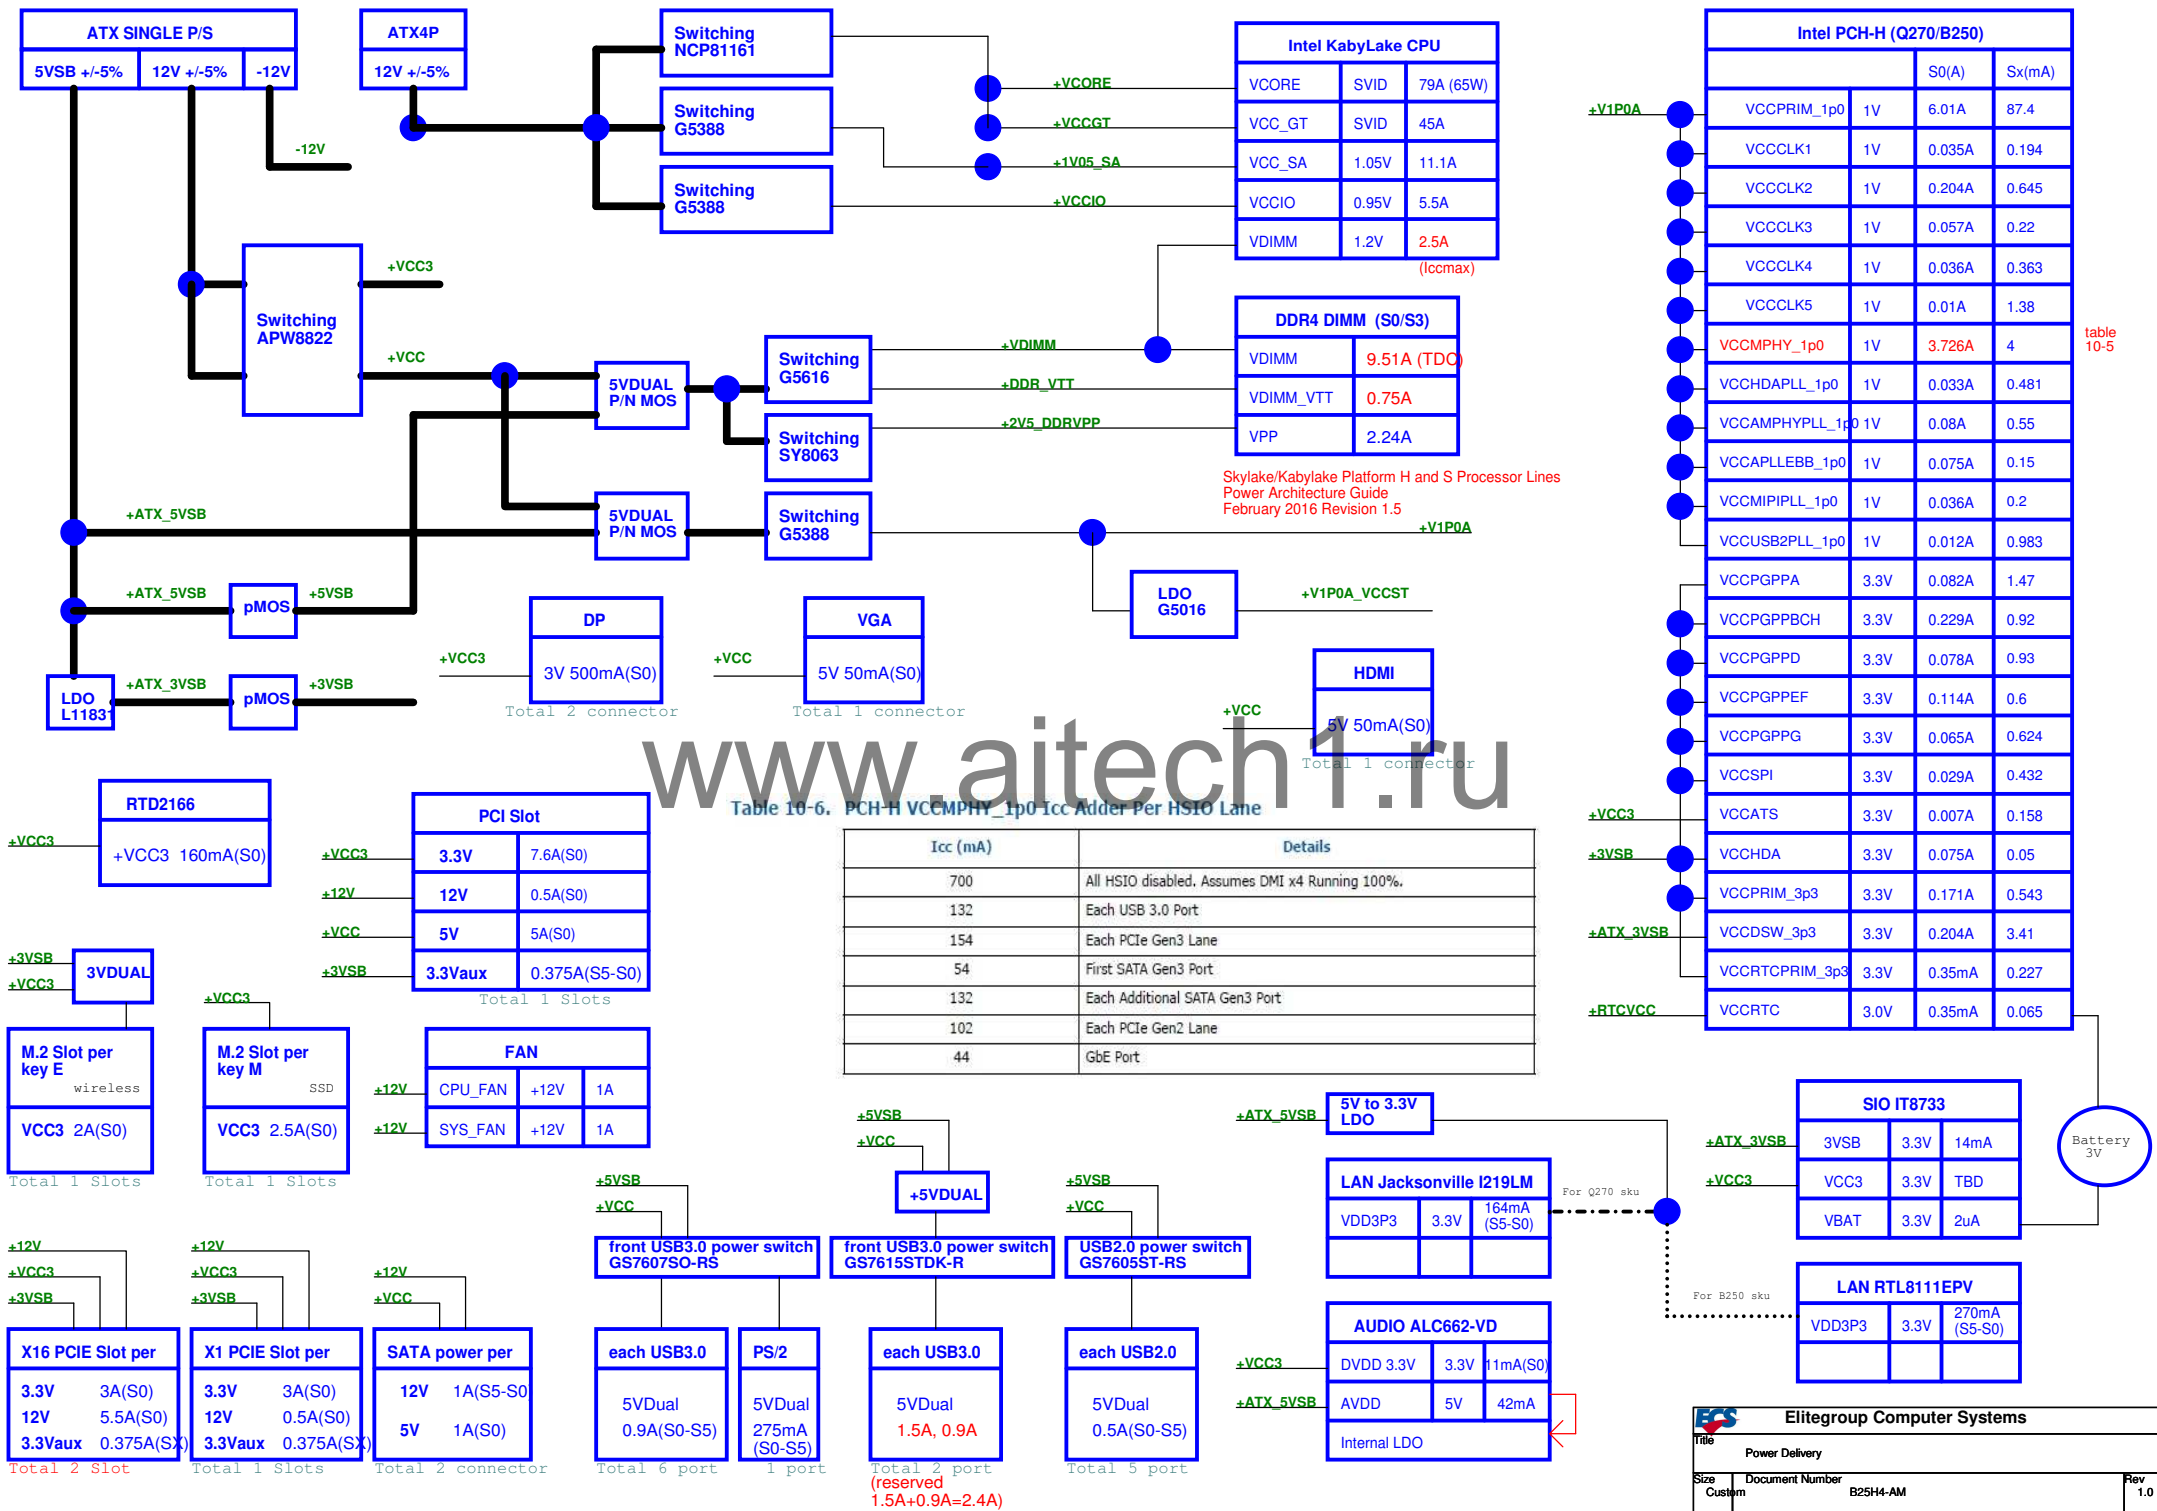 ATX SINGLE P/S
5VSB +/-5%
12V +/-5%
-12V
ATX4P
12V +/-5%
-12V
Switching
NCP81161
Switching
G5388
Switching
G5388
+VCORE
+VCCGT
+1V05_SA
+VCCIO
Intel KabyLake CPU
VCORE SVID 79A (65W)
VCC_GT SVID 45A
VCC_SA 1.05V 11.1A
VCCIO 0.95V 5.5A
VDIMM 1.2V 2.5A
(Iccmax)
Switching
APW8822
+VCC3
+VCC
5VDUAL
P/N MOS
Switching
G5616
Switching
SY8063
+VDIMM
+DDR_VTT
+2V5_DDRVPP
DDR4 DIMM (S0/S3)
VDIMM 9.51A (TDC)
VDIMM_VTT 0.75A
VPP 2.24A
Skylake/Kabylake Platform H and S Processor Lines
Power Architecture Guide
February 2016 Revision 1.5
+ATX_5VSB
5VDUAL
P/N MOS
Switching
G5388
+V1P0A
LDO
G5016
+V1P0A_VCCST
+ATX_5VSB
pMOS
+5VSB
LDO
L11831
+ATX_3VSB
pMOS
+3VSB
DP
+VCC3
3V 500mA(S0)
Total 2 connector
VGA
+VCC
5V 50mA(S0)
Total 1 connector
HDMI
+VCC
5V 50mA(S0)
Total 1 connector
www.aitech1.ru
Intel PCH-H (Q270/B250)
S0(A) Sx(mA)
+V1P0A
VCCPRIM_1p0 1V 6.01A 87.4
VCCCLK1 1V 0.035A 0.194
VCCCLK2 1V 0.204A 0.645
VCCCLK3 1V 0.057A 0.22
VCCCLK4 1V 0.036A 0.363
VCCCLK5 1V 0.01A 1.38
VCCMPHY_1p0 1V 3.726A 4
table
10-5
VCCHDAPLL_1p0 1V 0.033A 0.481
VCCAMPHYPLL_1p0 1V 0.08A 0.55
VCCAPLLEBB_1p0 1V 0.075A 0.15
VCCMIPIPLL_1p0 1V 0.036A 0.2
VCCUSB2PLL_1p0 1V 0.012A 0.983
VCCPGPPA 3.3V 0.082A 1.47
VCCPGPPBCH 3.3V 0.229A 0.92
VCCPGPPD 3.3V 0.078A 0.93
VCCPGPPEF 3.3V 0.114A 0.6
VCCPGPPG 3.3V 0.065A 0.624
VCCSPI 3.3V 0.029A 0.432
+VCC3
VCCATS 3.3V 0.007A 0.158
+3VSB
VCCHDA 3.3V 0.075A 0.05
VCCPRIM_3p3 3.3V 0.171A 0.543
+ATX_3VSB
VCCDSW_3p3 3.3V 0.204A 3.41
VCCRTCPRIM_3p3 3.3V 0.35mA 0.227
+RTCVCC
VCCRTC 3.0V 0.35mA 0.065
RTD2166
+VCC3
+VCC3 160mA(S0)
PCI Slot
+VCC3
3.3V 7.6A(S0)
+12V
12V 0.5A(S0)
+VCC
5V 5A(S0)
+3VSB
3.3Vaux 0.375A(S5-S0)
Total 1 Slots
Table 10-6. PCH-H VCCMPHY_1p0 Icc Adder Per HSIO Lane
Icc (mA) Details
700 All HSIO disabled. Assumes DMI x4 Running 100%.
132 Each USB 3.0 Port
154 Each PCIe Gen3 Lane
54 First SATA Gen3 Port
132 Each Additional SATA Gen3 Port
102 Each PCIe Gen2 Lane
44 GbE Port
+3VSB
+VCC3
3VDUAL
M.2 Slot per
key E
wireless
VCC3 2A(S0)
Total 1 Slots
+VCC3
M.2 Slot per
key M
SSD
VCC3 2.5A(S0)
Total 1 Slots
FAN
+12V
CPU_FAN +12V 1A
+12V
SYS_FAN +12V 1A
+12V
+VCC3
+3VSB
X16 PCIE Slot per
3.3V 3A(S0)
12V 5.5A(S0)
3.3Vaux 0.375A(SX)
Total 2 Slot
+12V
+VCC3
+3VSB
X1 PCIE Slot per
3.3V 3A(S0)
12V 0.5A(S0)
3.3Vaux 0.375A(SX)
Total 1 Slots
+12V
+VCC
SATA power per
12V 1A(S5-S0)
5V 1A(S0)
Total 2 connector
+5VSB
+VCC
front USB3.0 power switch
GS7607SO-RS
each USB3.0
5VDual
0.9A(S0-S5)
Total 6 port
PS/2
5VDual
275mA
(S0-S5)
1 port
+5VSB
+VCC
+5VDUAL
front USB3.0 power switch
GS7615STDK-R
each USB3.0
5VDual
1.5A, 0.9A
Total 2 port
(reserved
1.5A+0.9A=2.4A)
+5VSB
+VCC
USB2.0 power switch
GS7605ST-RS
each USB2.0
5VDual
0.5A(S0-S5)
Total 5 port
+ATX_5VSB
5V to 3.3V
LDO
LAN Jacksonville I219LM
VDD3P3 3.3V 164mA
(S5-S0)
For Q270 sku
For B250 sku
AUDIO ALC662-VD
+VCC3
DVDD 3.3V 3.3V 11mA(S0)
+ATX_5VSB
AVDD 5V 42mA
Internal LDO
SIO IT8733
+ATX_3VSB
3VSB 3.3V 14mA
+VCC3
VCC3 3.3V TBD
VBAT 3.3V 2uA
Battery
3V
LAN RTL8111EPV
VDD3P3 3.3V 270mA
(S5-S0)
ECS
Elitegroup Computer Systems
Title
Power Delivery
Size Document Number Rev
Custom B25H4-AM 1.0